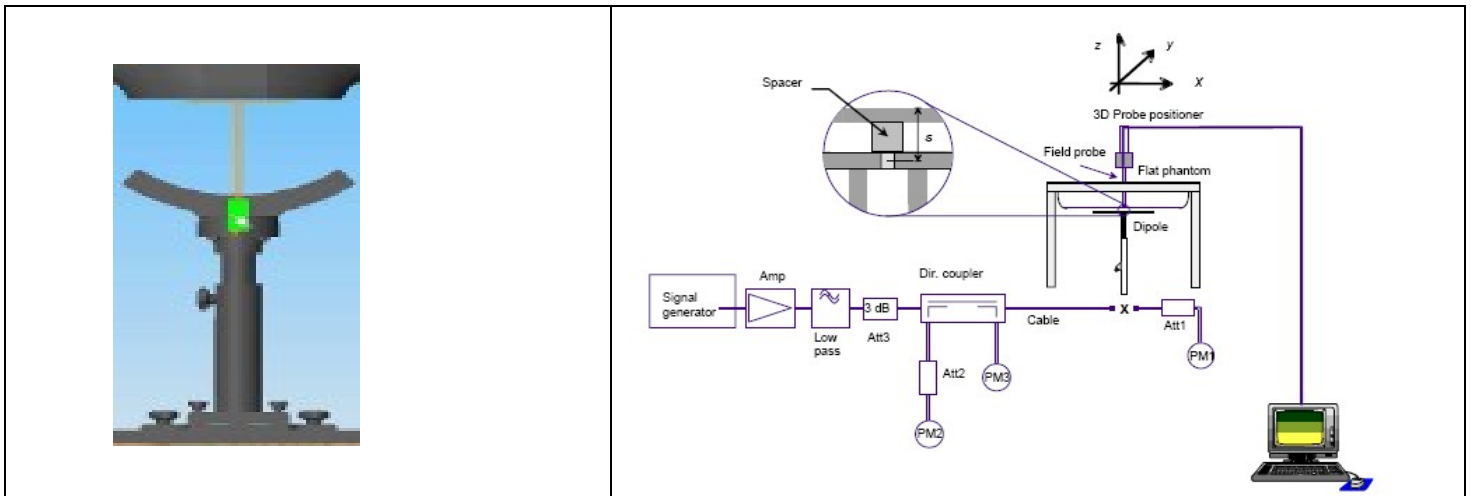 z
y
X
Spacer
s
3D Probe positioner
Field probe
Flat phantom
Dipole
Dir. coupler
Amp
Signal
generator
3 dB
Cable
X
Att1
Low
pass
Att3
PM1
Att2
PM3
PM2